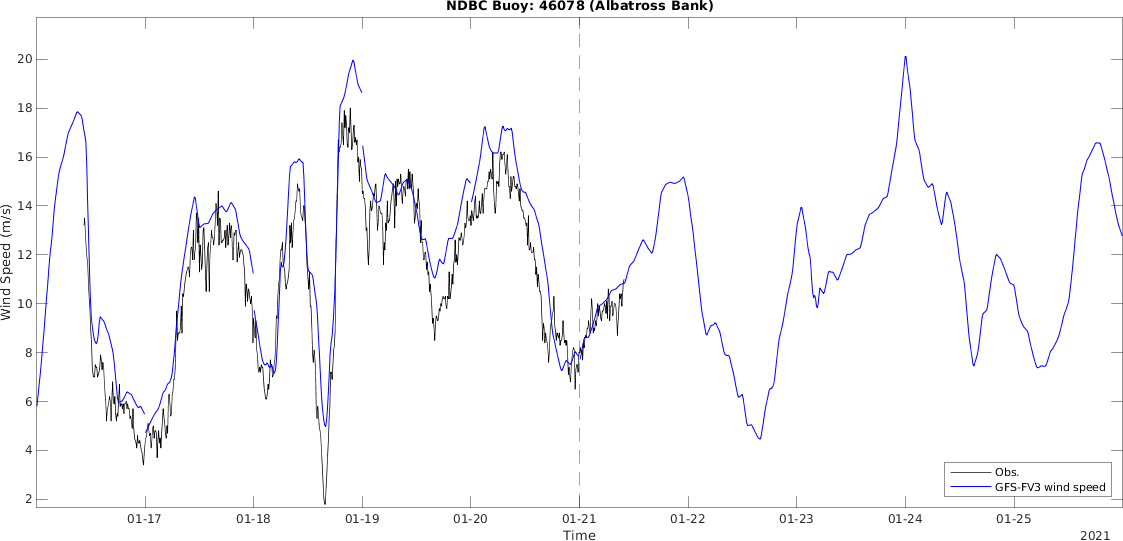 NDBC Buoy: 46078 (Albatross Bank)
20
18
16
14
12
10
8
6
4
2
Wind Speed (m/s)
Obs.
GFS-FV3 wind speed
01-17 01-18 01-19 01-20 01-21 01-22 01-23 01-24 01-25
Time
2021